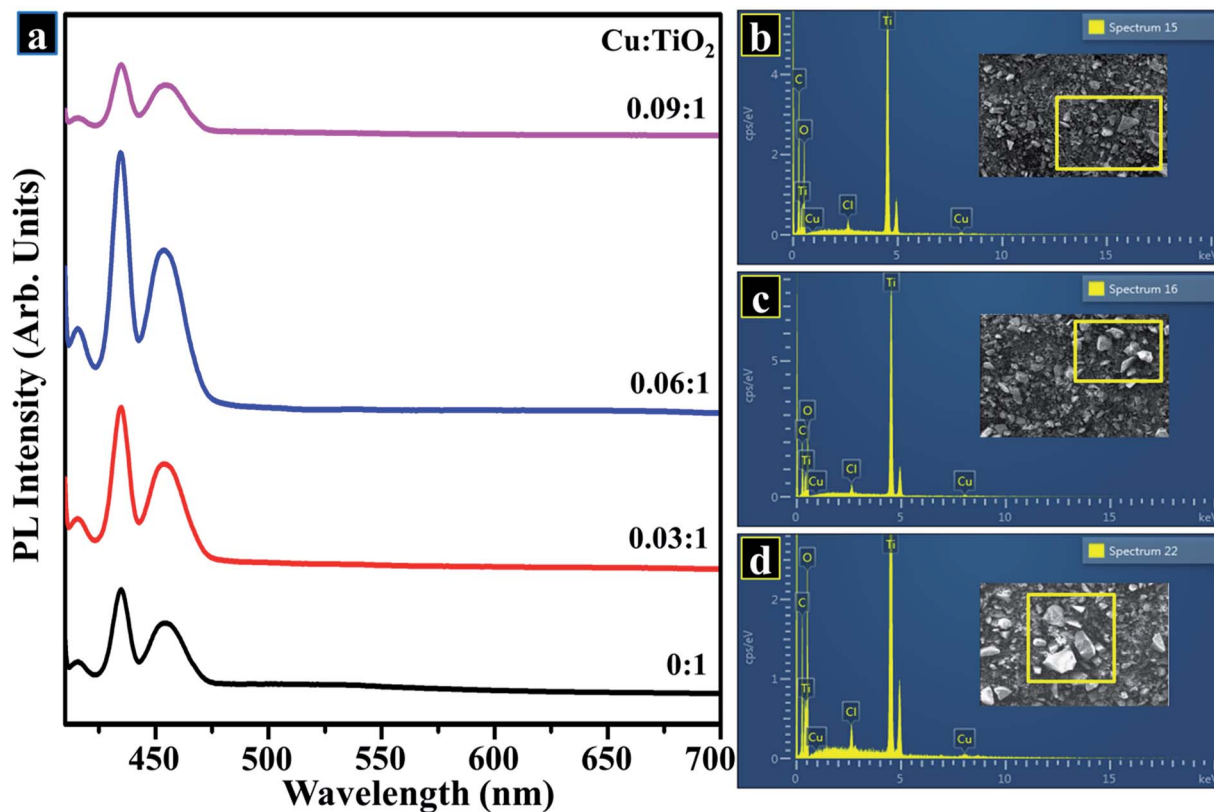 a
Cu:TiO2
0.09:1
0.06:1
0.03:1
0:1
PL Intensity (Arb. Units)
450 500 550 600 650 700
Wavelength (nm)
b
Spectrum 15
Ti
C
O
Ti
Cu
Cl
Cu
cps/eV
4
2
0
0 5 10 15 keV
c
Spectrum 16
Ti
O
C
Ti
Cu
Cl
Cu
cps/eV
5
0
0 5 10 15 keV
d
Spectrum 22
Ti
O
C
Ti
Cu
Cl
Cu
cps/eV
2
1
0
0 5 10 15 keV